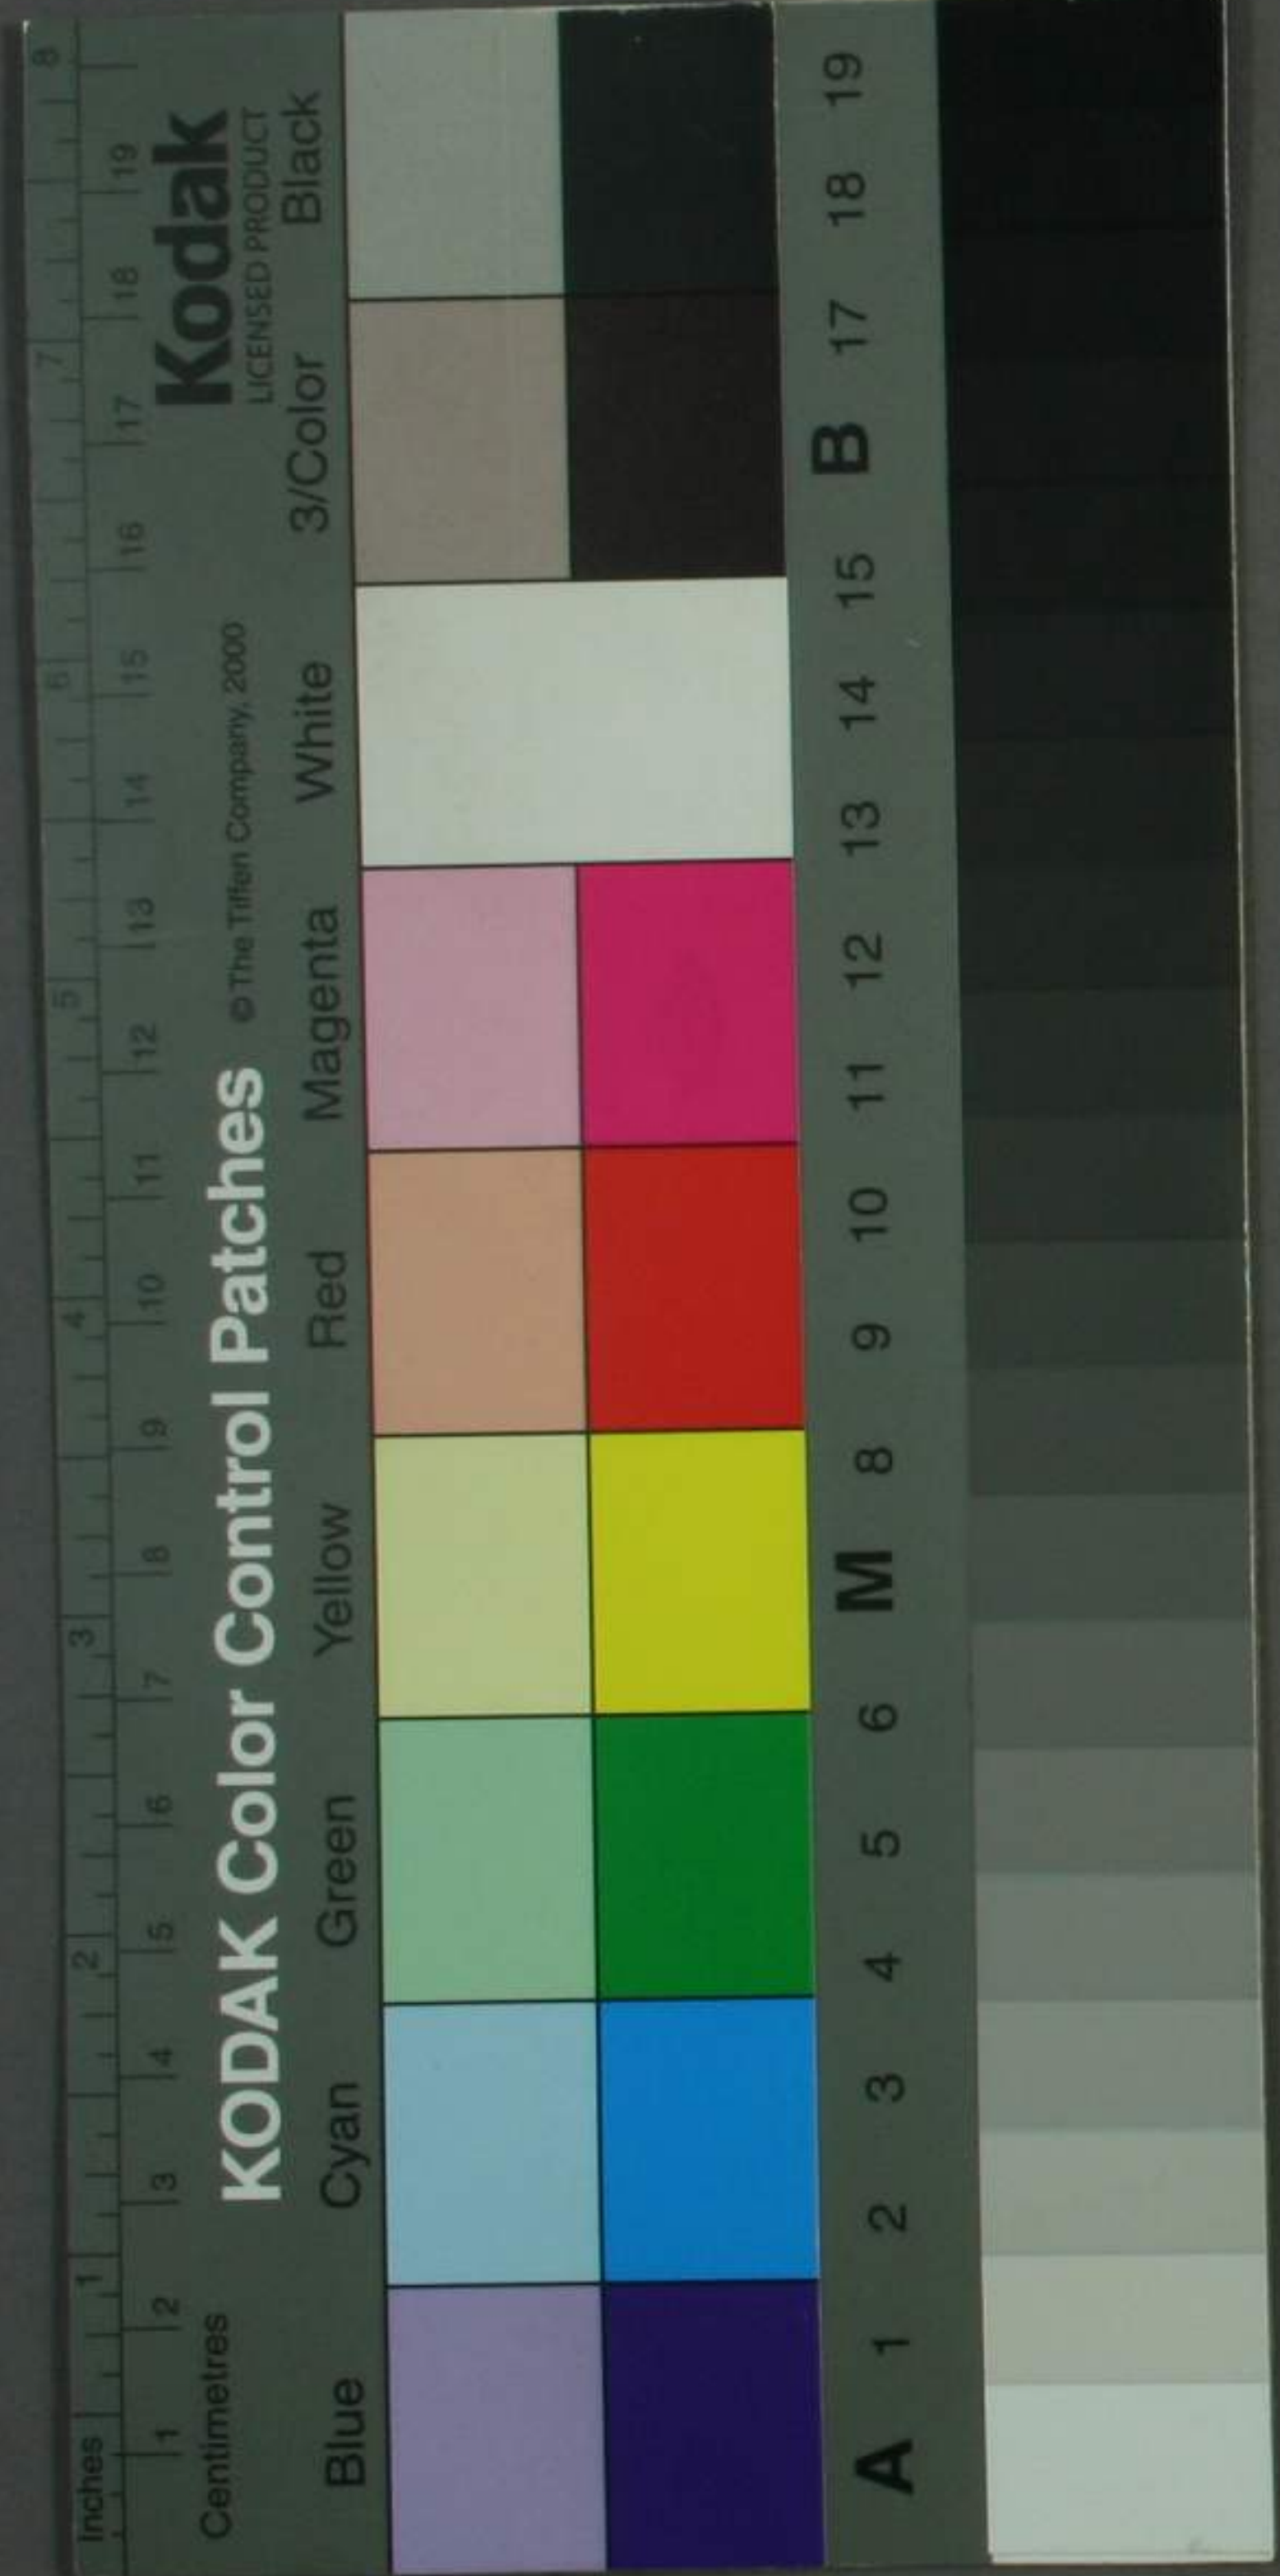 Inches 1 2 3 4 5 6 7 8
1 2 3 4 5 6 7 8 9 10 11 12 13 14 15 16 17 18 19
Centimetres
KODAK Color Control Patches © The Tiffen Company, 2000
Kodak
LICENSED PRODUCT
Blue Cyan Green Yellow Red Magenta White 3/Color Black
A 1 2 3 4 5 6 M 8 9 10 11 12 13 14 15 B 17 18 19